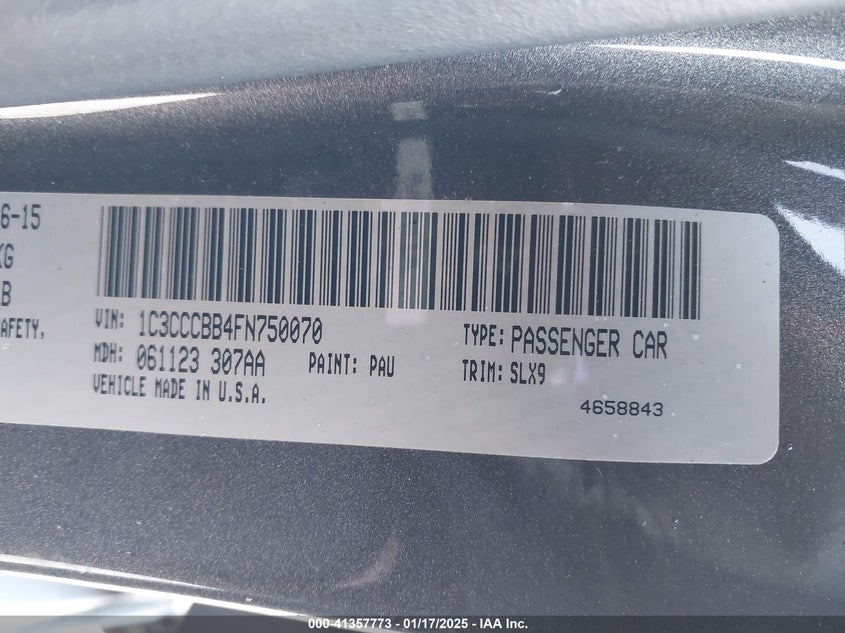 6-15
KG
LB
AFETY,
VIN: 1C3CCCBB4FN750070
TYPE: PASSENGER CAR
MDH: 061123 307AA PAINT: PAU
TRIM: SLX9
VEHICLE MADE IN U.S.A.
4658843
000-41357773 - 01/17/2025 - IAA Inc.